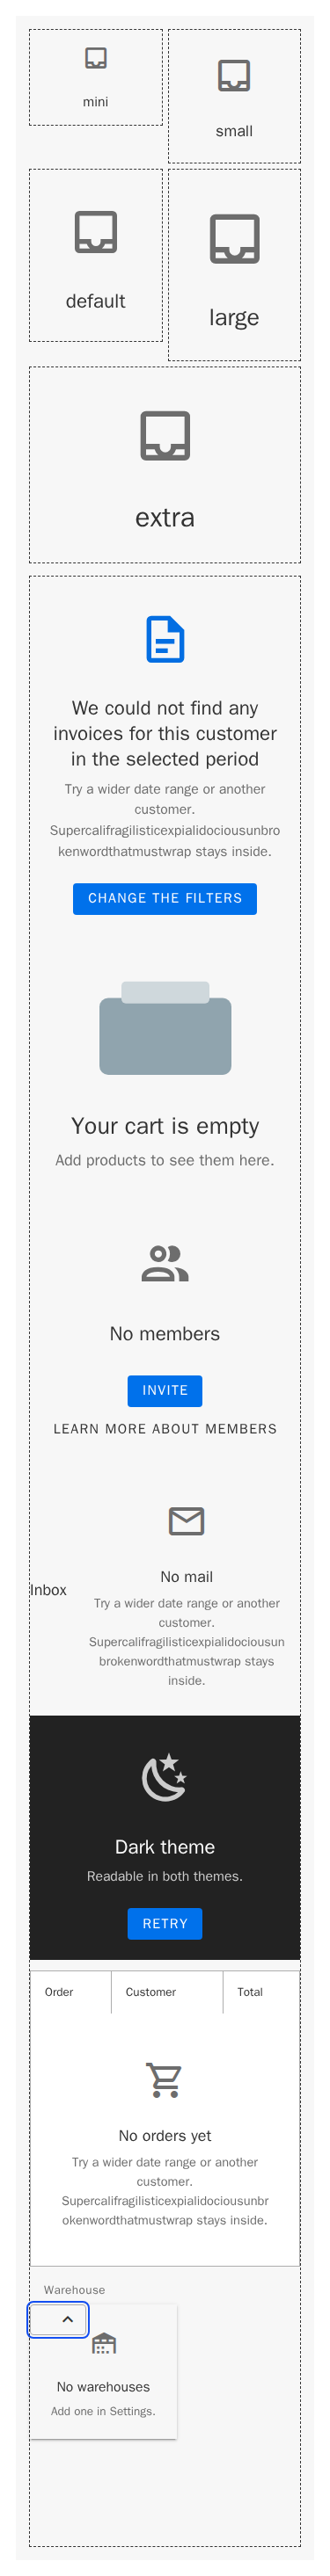 mini
small
default
large
extra
We could not find any
invoices for this customer
in the selected period
Try a wider date range or another
customer.
Supercalifragilisticexpialidociousunbro
kenwordthatmustwrap stays inside.
CHANGE THE FILTERS
Your cart is empty
Add products to see them here.
No members
INVITE
LEARN MORE ABOUT MEMBERS
Inbox
No mail
Try a wider date range or another
customer.
Supercalifragilisticexpialidociousun
brokenwordthatmustwrap stays
inside.
Dark theme
Readable in both themes.
RETRY
Order Customer Total
No orders yet
Try a wider date range or another
customer.
Supercalifragilisticexpialidociousunbr
okenwordthatmustwrap stays inside.
Warehouse
No warehouses
Add one in Settings.